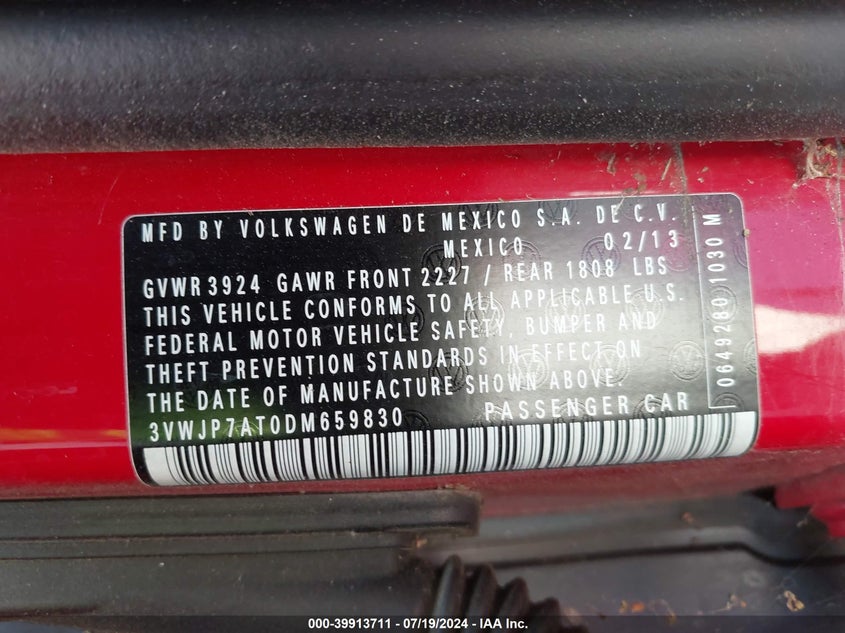 MFD BY VOLKSWAGEN DE MEXICO S.A. DE C.V.
MEXICO 02/13
GVWR 3924 GAWR FRONT 2227 / REAR 1808 LBS
THIS VEHICLE CONFORMS TO ALL APPLICABLE U.S.
FEDERAL MOTOR VEHICLE SAFETY, BUMPER AND
THEFT PREVENTION STANDARDS IN EFFECT ON
THE DATE OF MANUFACTURE SHOWN ABOVE.
3VWJP7AT0DM659830 PASSENGER CAR
0649280 1030 M
000-39913711 - 07/19/2024 - IAA Inc.